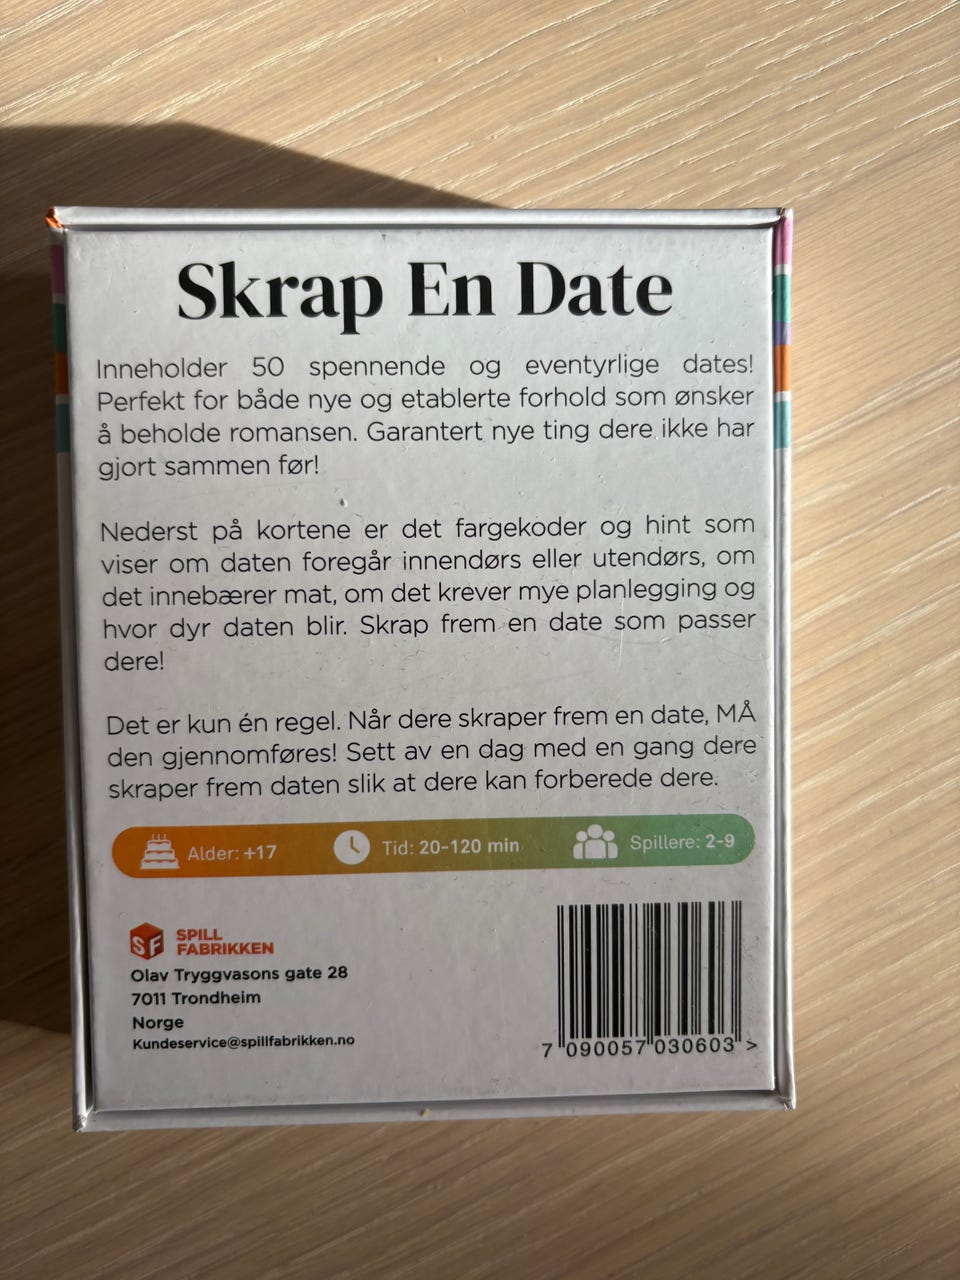 Skrap En Date
Inneholder 50 spennende og eventyrlige dates!
Perfekt for både nye og etablerte forhold som ønsker
å beholde romansen. Garantert nye ting dere ikke har
gjort sammen før!
Nederst på kortene er det fargekoder og hint som
viser om daten foregår innendørs eller utendørs, om
det innebærer mat, om det krever mye planlegging og
hvor dyr daten blir. Skrap frem en date som passer
dere!
Det er kun én regel. Når dere skraper frem en date, MÅ
den gjennomføres! Sett av en dag med en gang dere
skraper frem daten slik at dere kan forberede dere.
Alder: +17 Tid: 20-120 min Spillere: 2-9
SF SPILL
FABRIKKEN
Olav Tryggvasons gate 28
7011 Trondheim
Norge
Kundeservice@spillfabrikken.no
7 090057 030603 >